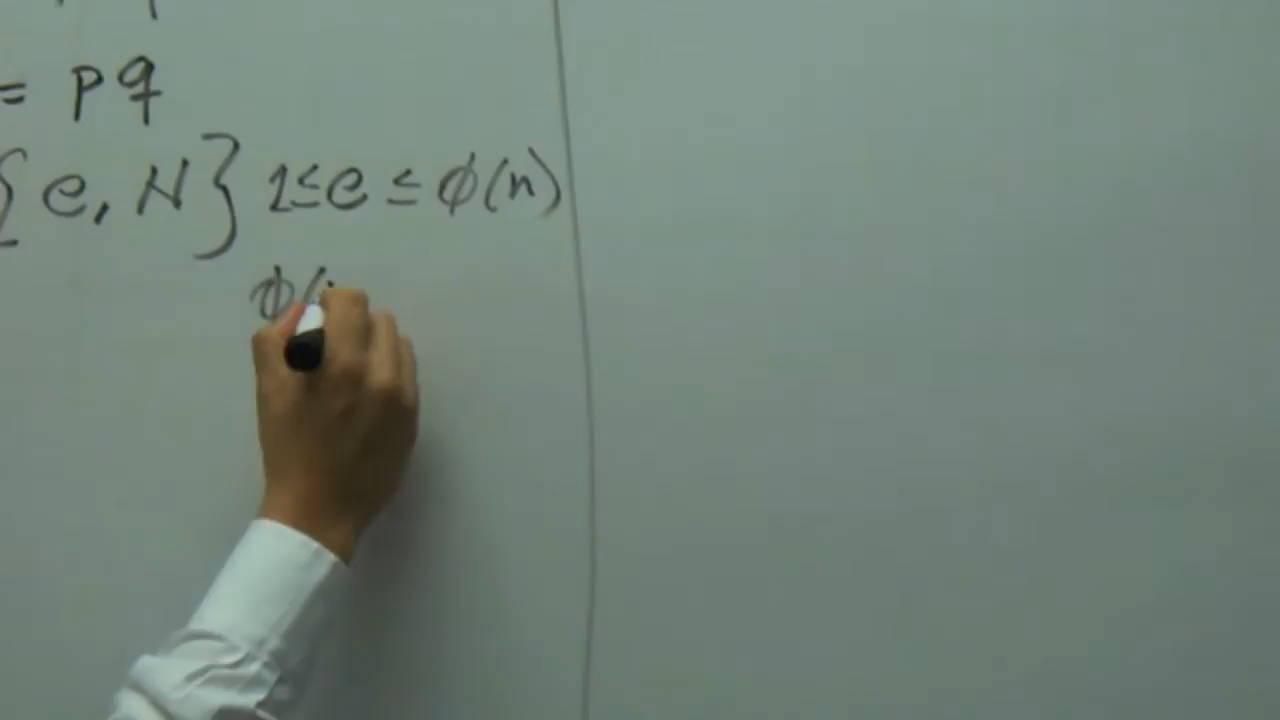 = pq
{e, N} 1≤e ≤ φ(n)
φ(